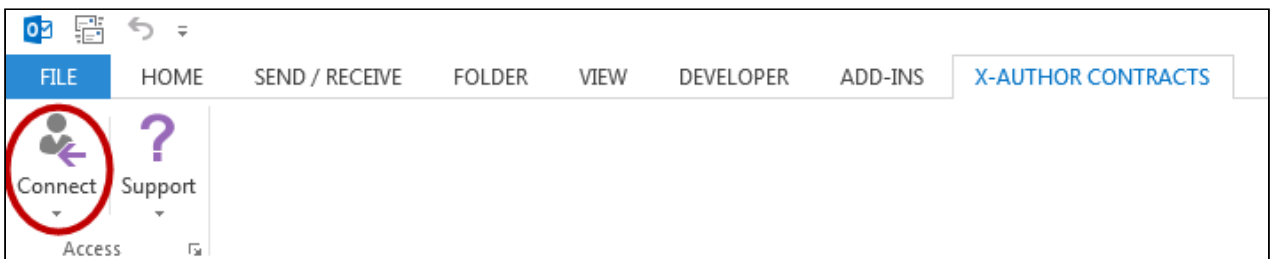 FILE HOME SEND / RECEIVE FOLDER VIEW DEVELOPER ADD-INS X-AUTHOR CONTRACTS
Connect Support
Access